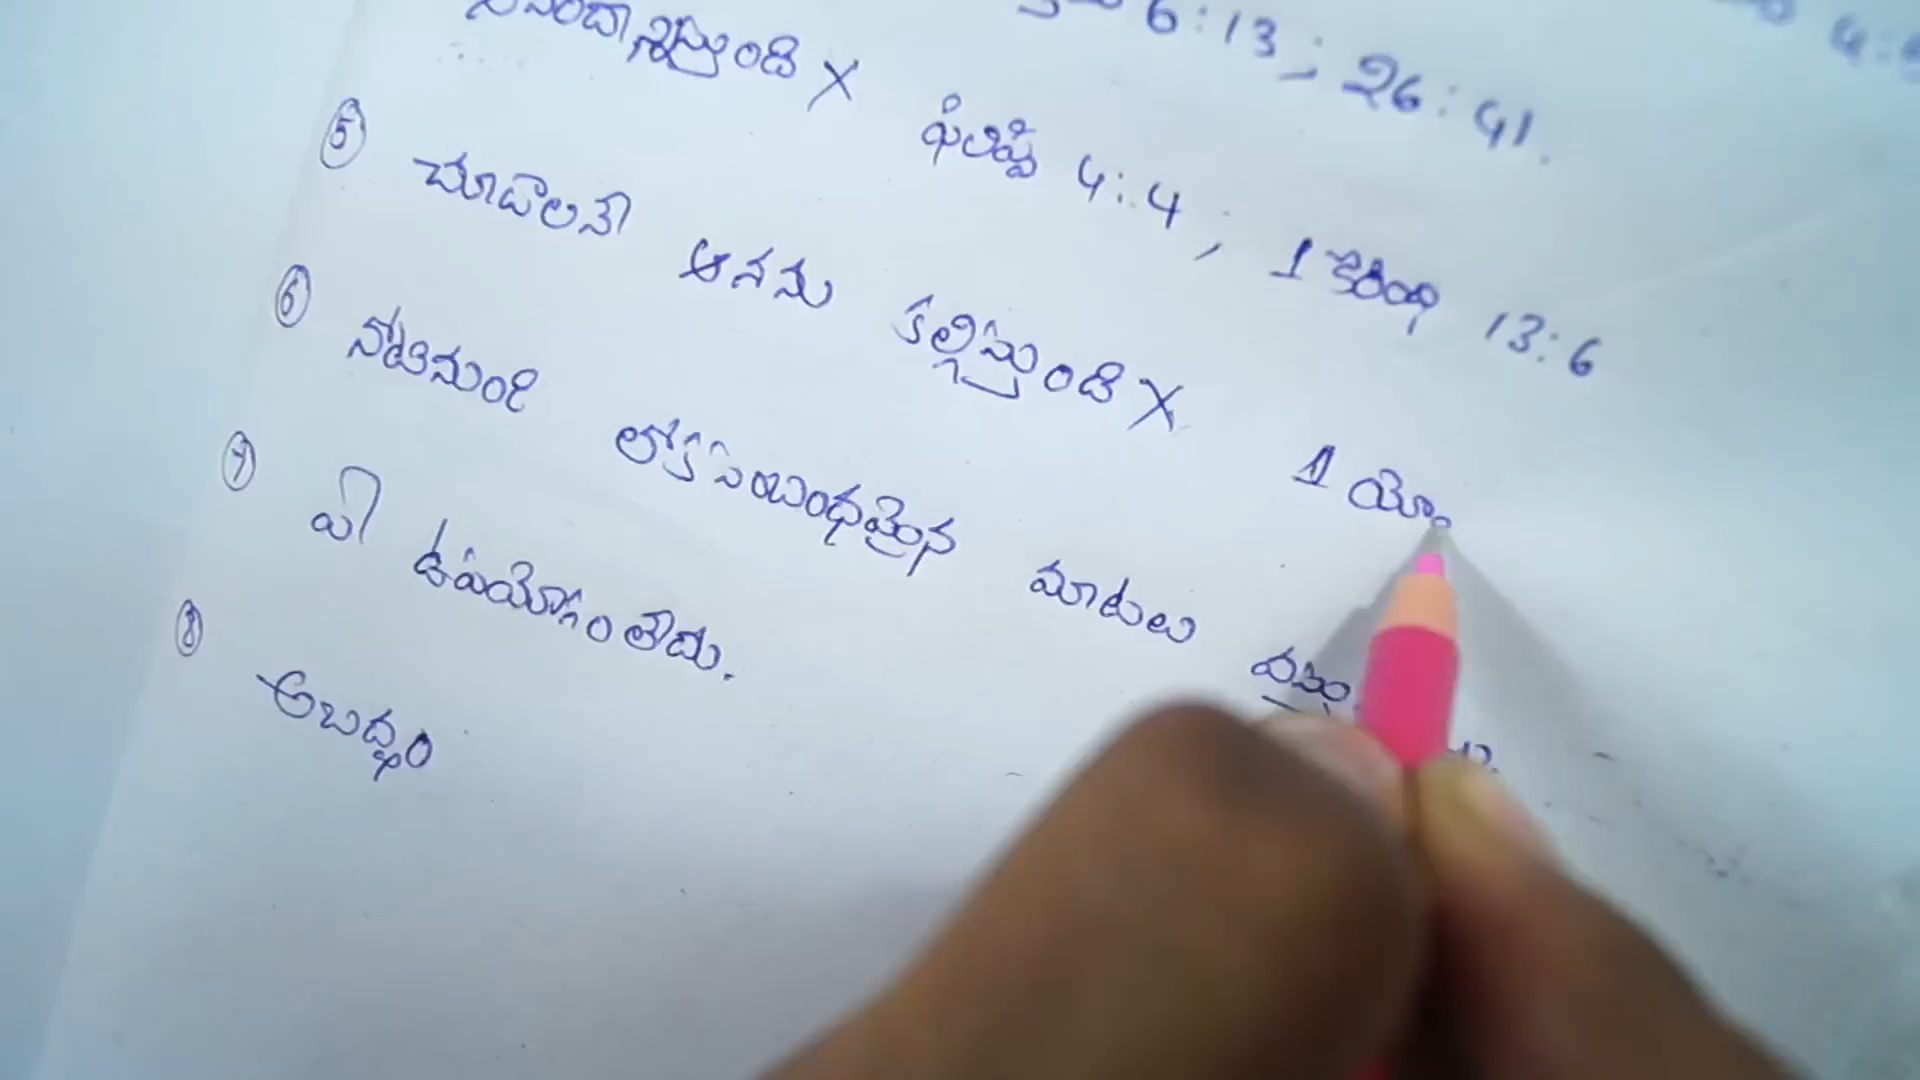 6:13 ; 26:41.
ఫిలిప్పి 4:4 ; 1 కొరింథి 13:6
⑤ చూడాలనే ఆశను కల్గిస్తుంది X 1 యో
⑥ నోటినుండి లోకసంబంధమైన మాటలు
⑦ ఏ ఉపయోగం లేదు.
⑧ అబద్ధం